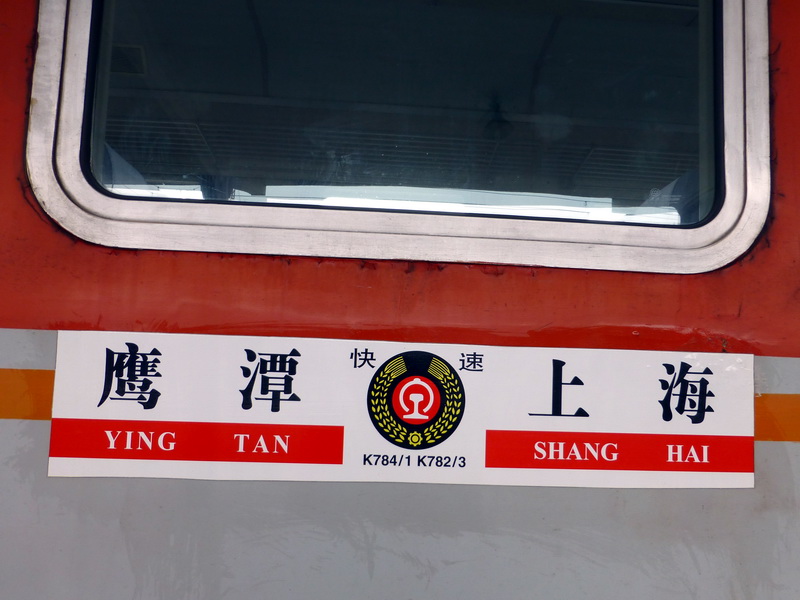 快 速
鹰 潭
上 海
YING TAN
SHANG HAI
K784/1 K782/3